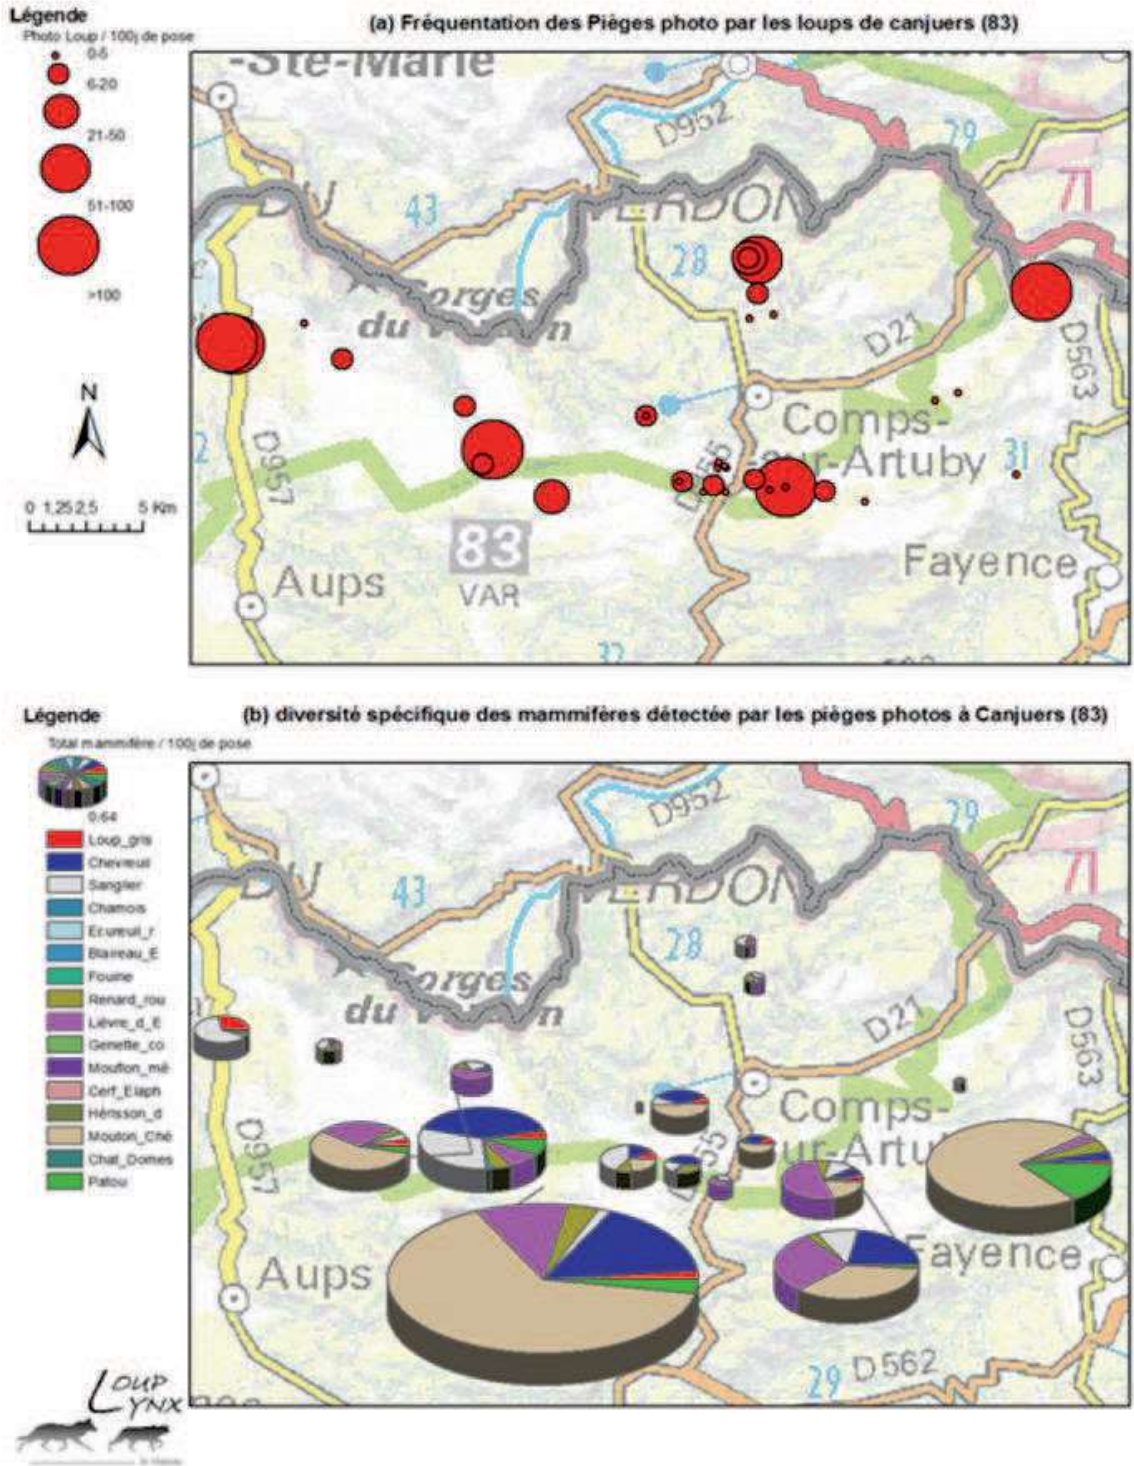 Légende
(a) Fréquentation des Pièges photo par les loups de canjuers (83)
Photo Loup / 100j de pose
0-5
6-20
21-50
51-100
>100
N
0 1,25 2,5 5 Km
-Ste-Marie
D952
29
DU
43
VERDON
71
28
Gorges
du
D21
D563
Comps-
sur-Artuby
31
D957
83
VAR
Aups
Fayence
32
Légende
(b) diversité spécifique des mammifères détectée par les pièges photos à Canjuers (83)
Total mammifère / 100j de pose
0.64
Loup_gris
Chevreuil
Sanglier
Chamois
Ecureuil_r
Blaireau_E
Fouine
Renard_rou
Lièvre_d_E
Genette_co
Mouflon_mé
Cerf_Elaph
Hérisson_d
Mouton_Chè
Chat_Domes
Patou
D952
29
DU
43
VERDON
71
28
Gorges
du
D21
D563
Comps-
D957
Aups
Fayence
29
D562
LOUP
LYNX